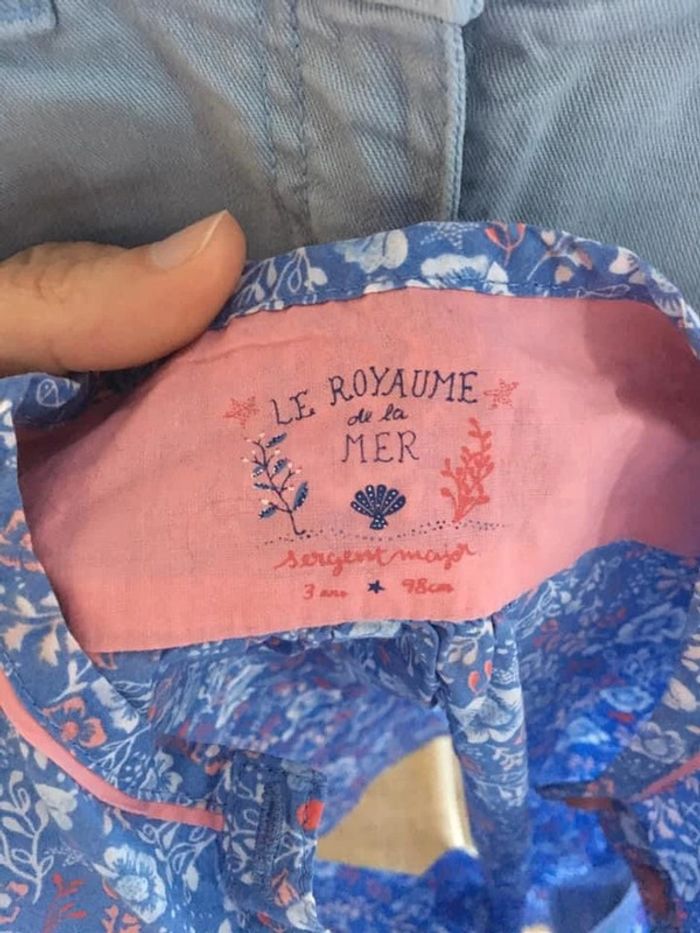 LE ROYAUME
de la
MER
sergent major
3 ans ★ 98cm